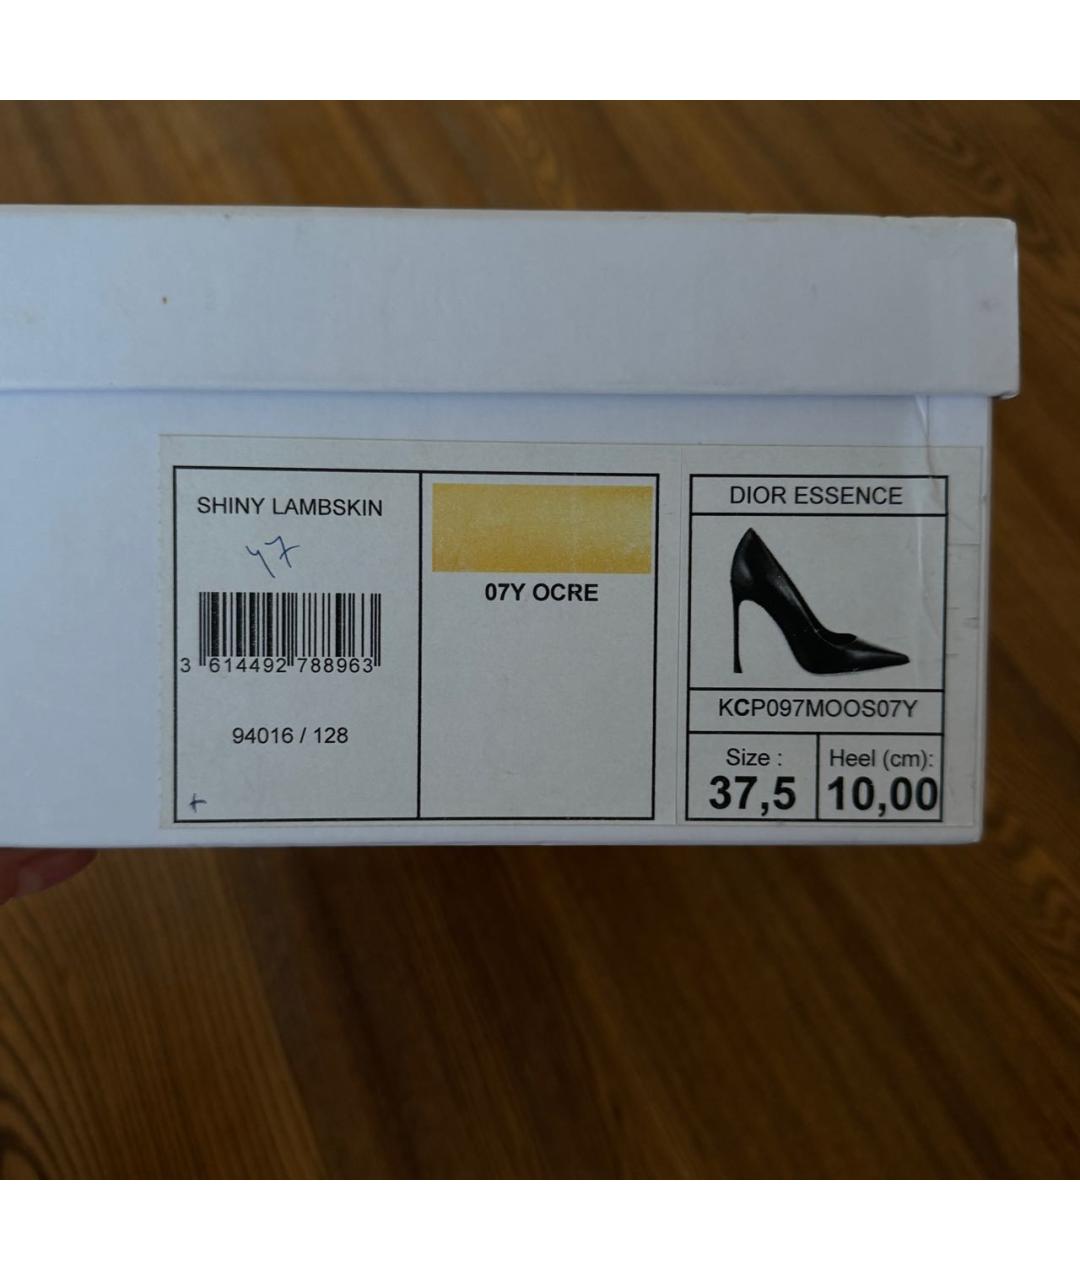 SHINY LAMBSKIN
47
3 614492 788963
94016 / 128
+
07Y OCRE
DIOR ESSENCE
KCP097MOOS07Y
Size :
37,5
Heel (cm):
10,00